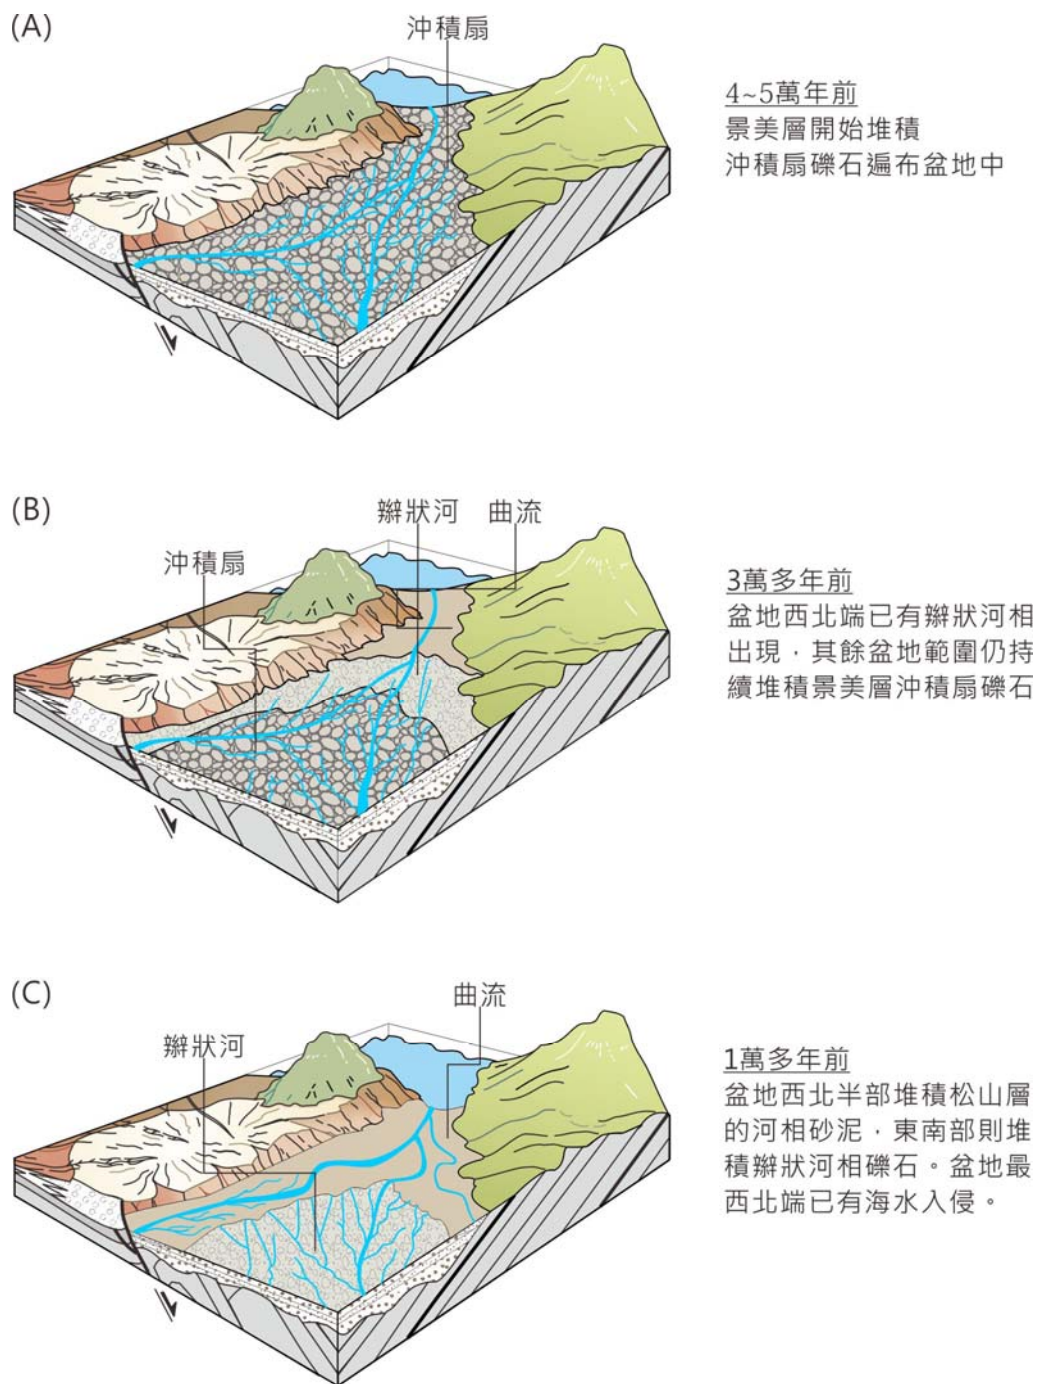 (A)
沖積扇
4~5萬年前
景美層開始堆積
沖積扇礫石遍布盆地中
(B)
辮狀河
曲流
沖積扇
3萬多年前
盆地西北端已有辮狀河相
出現，其餘盆地範圍仍持
續堆積景美層沖積扇礫石
(C)
曲流
辮狀河
1萬多年前
盆地西北半部堆積松山層
的河相砂泥，東南部則堆
積辮狀河相礫石。盆地最
西北端已有海水入侵。